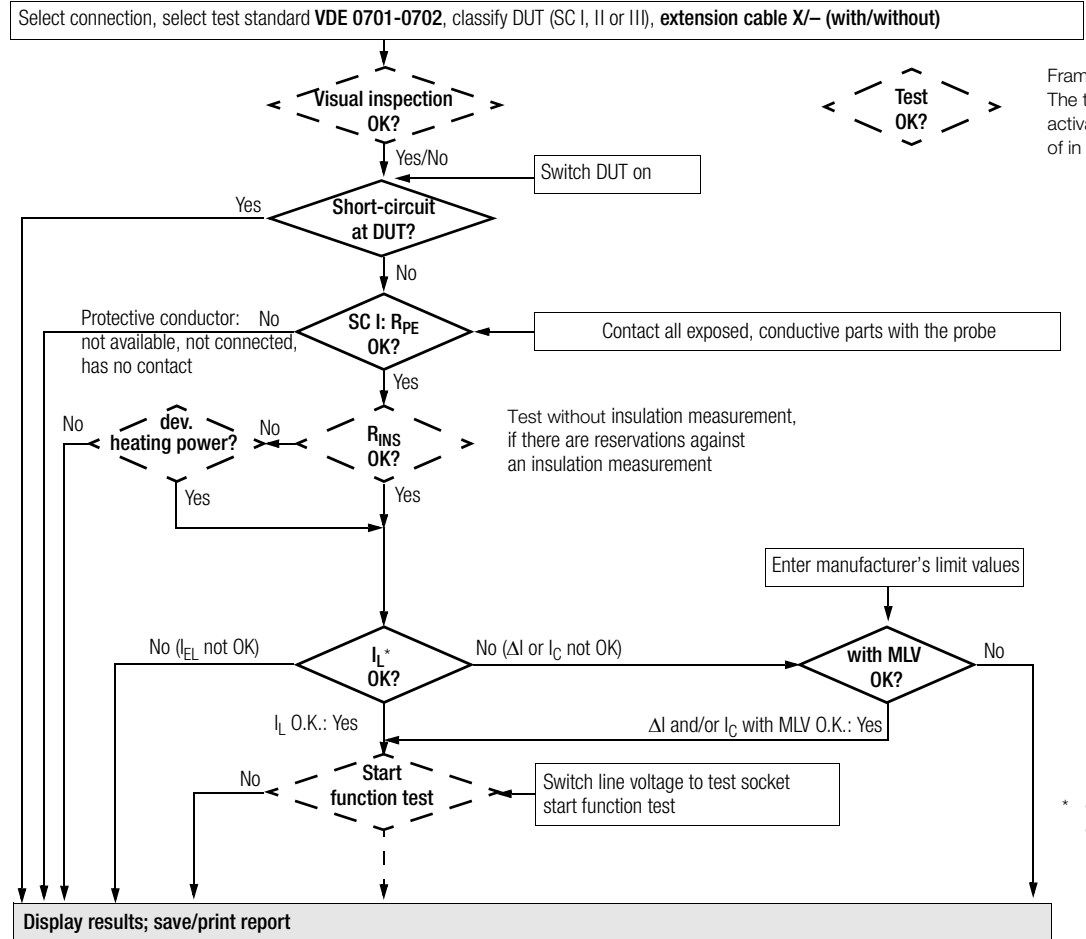 Select connection, select test standard VDE 0701-0702, classify DUT (SC I, II or III), extension cable X/– (with/without)
Visual inspection
OK?
Test
OK?
The
of in
Yes/No
Switch DUT on
Yes
Short-circuit
at DUT?
No
Protective conductor: No
not available, not connected,
has no contact
SC I: RPE
OK?
Contact all exposed, conductive parts with the probe
Yes
No
dev.
heating power?
No
RINS
OK?
Test without insulation measurement,
if there are reservations against
an insulation measurement
Yes
Yes
Enter manufacturer's limit values
No (IEL not OK)
IL*
OK?
No (ΔI or IC not OK)
with MLV
OK?
No
IL O.K.: Yes
ΔI and/or IC with MLV O.K.: Yes
No
Start
function test
Switch line voltage to test socket
start function test
*
Display results; save/print report